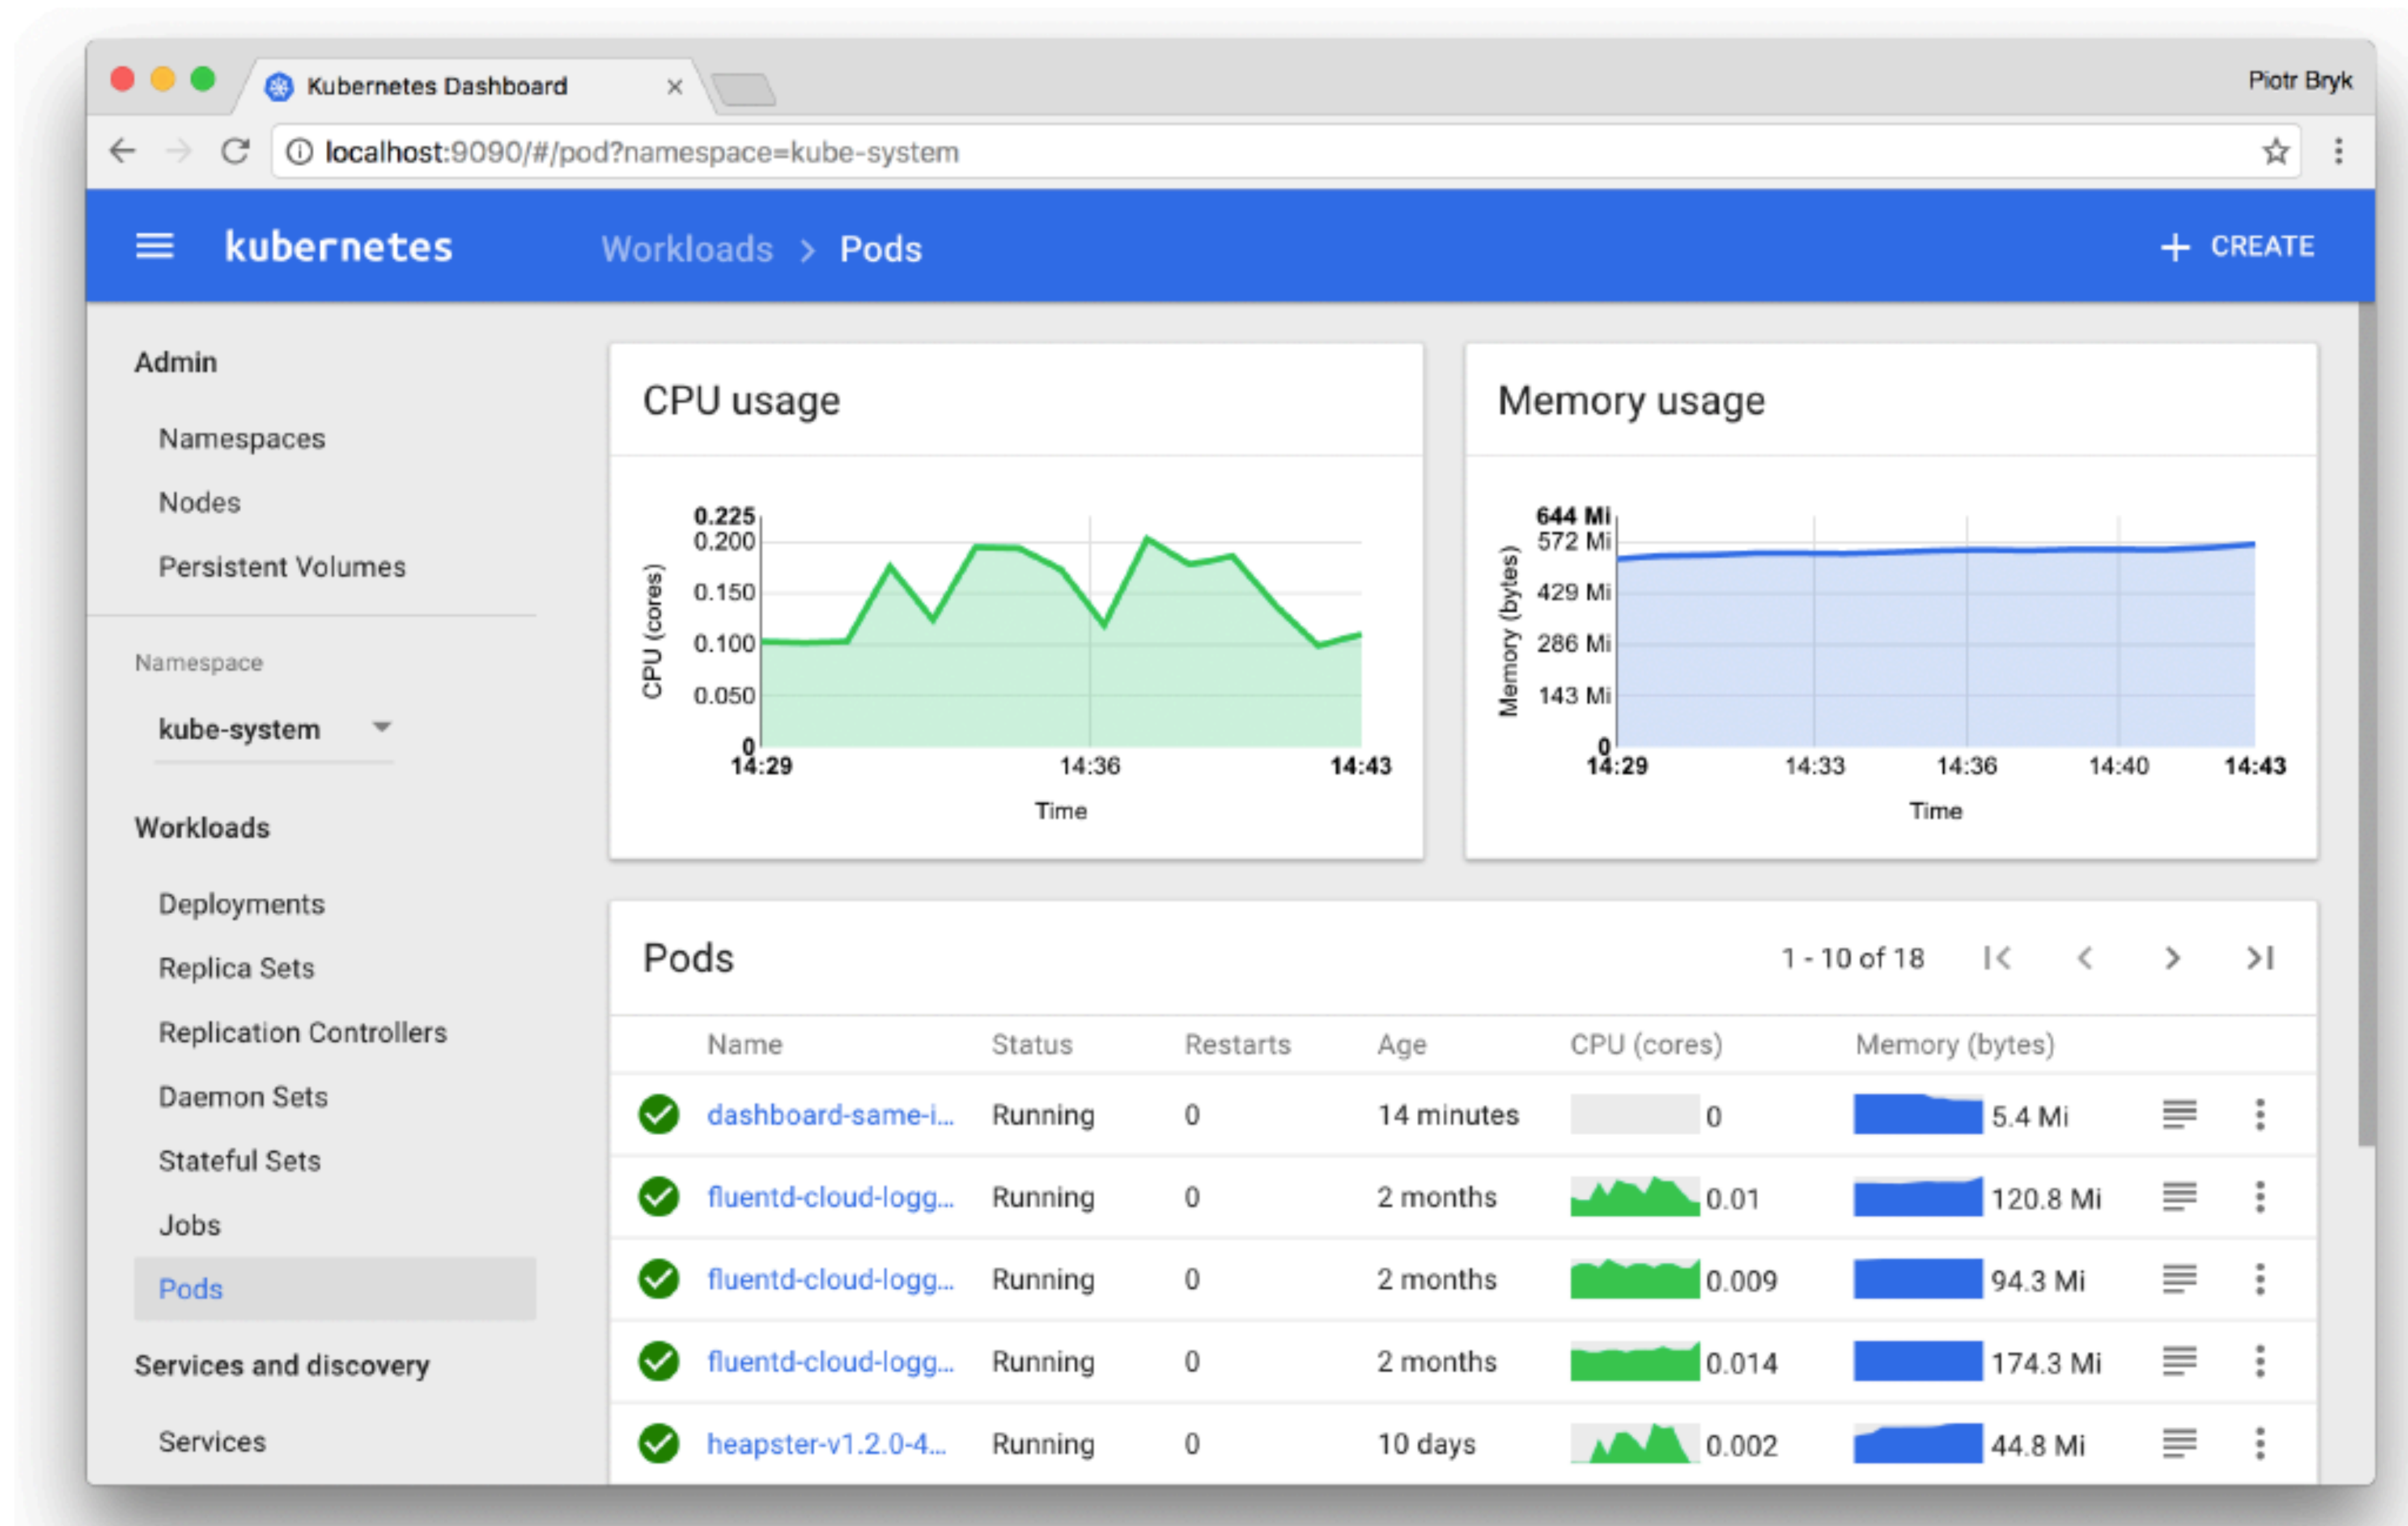 Kubernetes Dashboard
Piotr Bryk
localhost:9090/#/pod?namespace=kube-system
kubernetes
Workloads > Pods
+ CREATE
Admin
Namespaces
Nodes
Persistent Volumes
Namespace
kube-system
Workloads
Deployments
Replica Sets
Replication Controllers
Daemon Sets
Stateful Sets
Jobs
Pods
Services and discovery
Services
CPU usage
CPU (cores)
0.225
0.200
0.150
0.100
0.050
0
14:29 14:36 14:43
Time
Memory usage
Memory (bytes)
644 Mi
572 Mi
429 Mi
286 Mi
143 Mi
0
14:29 14:33 14:36 14:40 14:43
Time
Pods
1 - 10 of 18
Name Status Restarts Age CPU (cores) Memory (bytes)
dashboard-same-i... Running 0 14 minutes 0 5.4 Mi
fluentd-cloud-logg... Running 0 2 months 0.01 120.8 Mi
fluentd-cloud-logg... Running 0 2 months 0.009 94.3 Mi
fluentd-cloud-logg... Running 0 2 months 0.014 174.3 Mi
heapster-v1.2.0-4... Running 0 10 days 0.002 44.8 Mi